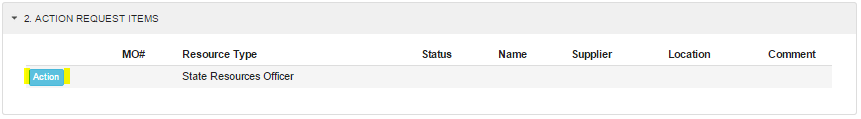 2. ACTION REQUEST ITEMS
MO# Resource Type Status Name Supplier Location Comment
Action State Resources Officer